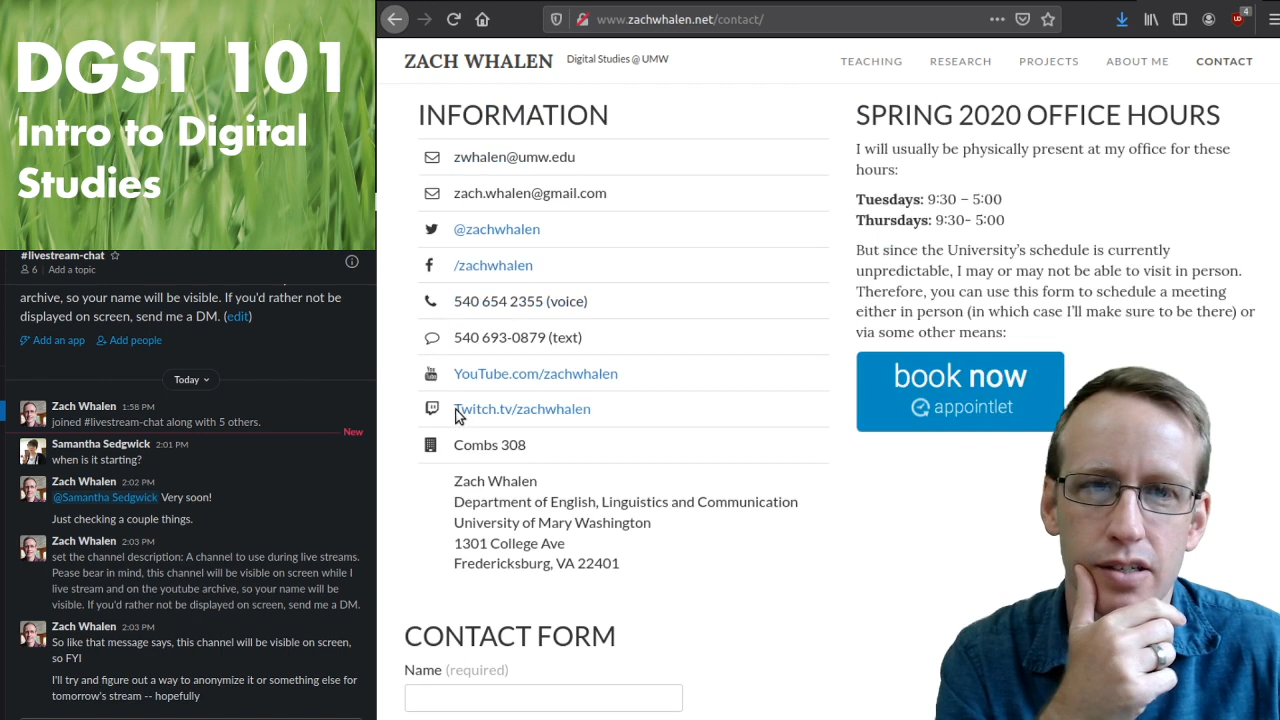 DGST 101
Intro to Digital
Studies
#livestream-chat
6 Add a topic
archive, so your name will be visible. If you'd rather not be
displayed on screen, send me a DM. (edit)
Add an app Add people
Today
Zach Whalen 1:58 PM
joined #livestream-chat along with 5 others.
New
Samantha Sedgwick 2:01 PM
when is it starting?
Zach Whalen 2:02 PM
@Samantha Sedgwick Very soon!
Just checking a couple things.
Zach Whalen 2:03 PM
set the channel description: A channel to use during live streams.
Pease bear in mind, this channel will be visible on screen while I
live stream and on the youtube archive, so your name will be
visible. If you'd rather not be displayed on screen, send me a DM.
Zach Whalen 2:03 PM
So like that message says, this channel will be visible on screen,
so FYI
I'll try and figure out a way to anonymize it or something else for
tomorrow's stream -- hopefully
www.zachwhalen.net/contact/
4
ZACH WHALEN Digital Studies @ UMW
TEACHING RESEARCH PROJECTS ABOUT ME CONTACT
INFORMATION
zwhalen@umw.edu
zach.whalen@gmail.com
@zachwhalen
/zachwhalen
540 654 2355 (voice)
540 693-0879 (text)
YouTube.com/zachwhalen
Twitch.tv/zachwhalen
Combs 308
Zach Whalen
Department of English, Linguistics and Communication
University of Mary Washington
1301 College Ave
Fredericksburg, VA 22401
CONTACT FORM
Name (required)
SPRING 2020 OFFICE HOURS
I will usually be physically present at my office for these
hours:
Tuesdays: 9:30 – 5:00
Thursdays: 9:30- 5:00
But since the University's schedule is currently
unpredictable, I may or may not be able to visit in person.
Therefore, you can use this form to schedule a meeting
either in person (in which case I'll make sure to be there) or
via some other means:
book now
appointlet